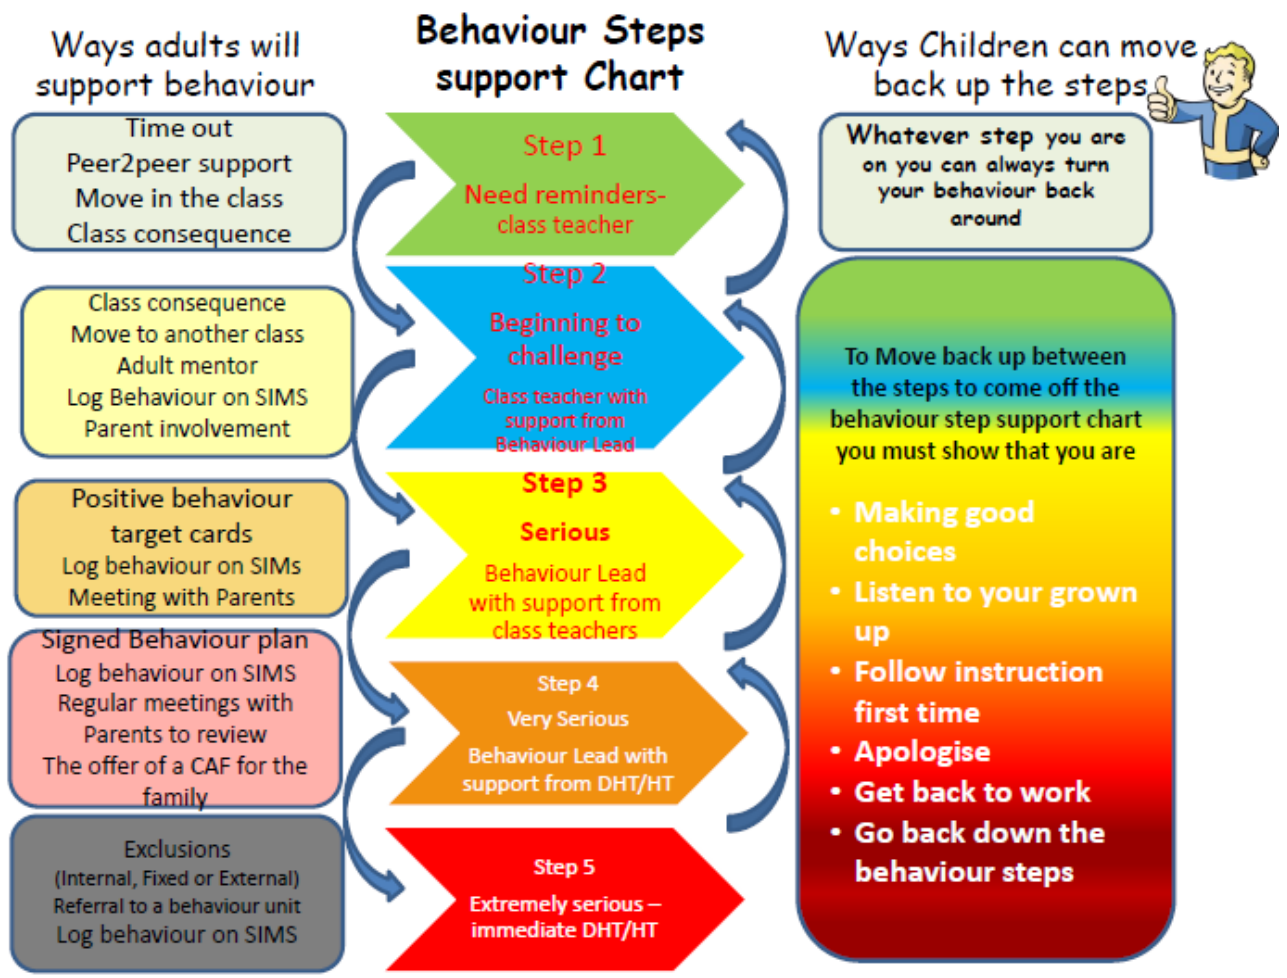 Ways adults will
support behaviour
Time out
Peer2peer support
Move in the class
Class consequence
Class consequence
Move to another class
Adult mentor
Log Behaviour on SIMS
Parent involvement
Positive behaviour
target cards
Log behaviour on SIMs
Meeting with Parents
Signed Behaviour plan
Log behaviour on SIMS
Regular meetings with
Parents to review
The offer of a CAF for the
family
Exclusions
(Internal, Fixed or External)
Referral to a behaviour unit
Log behaviour on SIMS
Behaviour Steps
support Chart
Step 1
Need reminders-
class teacher
Step 2
Beginning to
challenge
Class teacher with
support from
Behaviour Lead
Step 3
Serious
Behaviour Lead
with support from
class teachers
Step 4
Very Serious
Behaviour Lead with
support from DHT/HT
Step 5
Extremely serious –
immediate DHT/HT
Ways Children can move
back up the steps
Whatever step you are
on you can always turn
your behaviour back
around
To Move back up between
the steps to come off the
behaviour step support chart
you must show that you are
• Making good
choices
• Listen to your grown
up
• Follow instruction
first time
• Apologise
• Get back to work
• Go back down the
behaviour steps